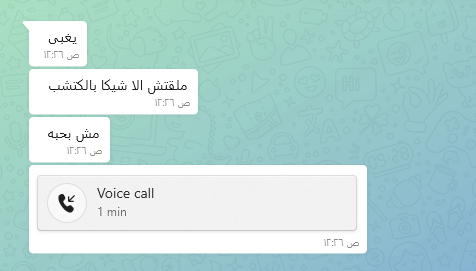 يغبى
ص ١٢:٢٦
ملقتش الا شيكا بالكتشب
ص ١٢:٢٦
مش بحبه
ص ١٢:٢٦
Voice call
1 min
ص ١٢:٢٦